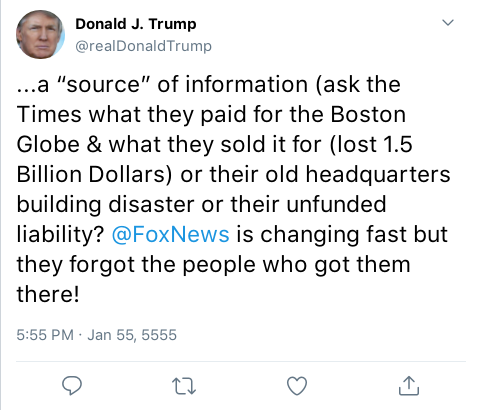 Donald J. Trump
@realDonaldTrump
...a “source” of information (ask the
Times what they paid for the Boston
Globe & what they sold it for (lost 1.5
Billion Dollars) or their old headquarters
building disaster or their unfunded
liability? @FoxNews is changing fast but
they forgot the people who got them
there!
5:55 PM · Jan 55, 5555